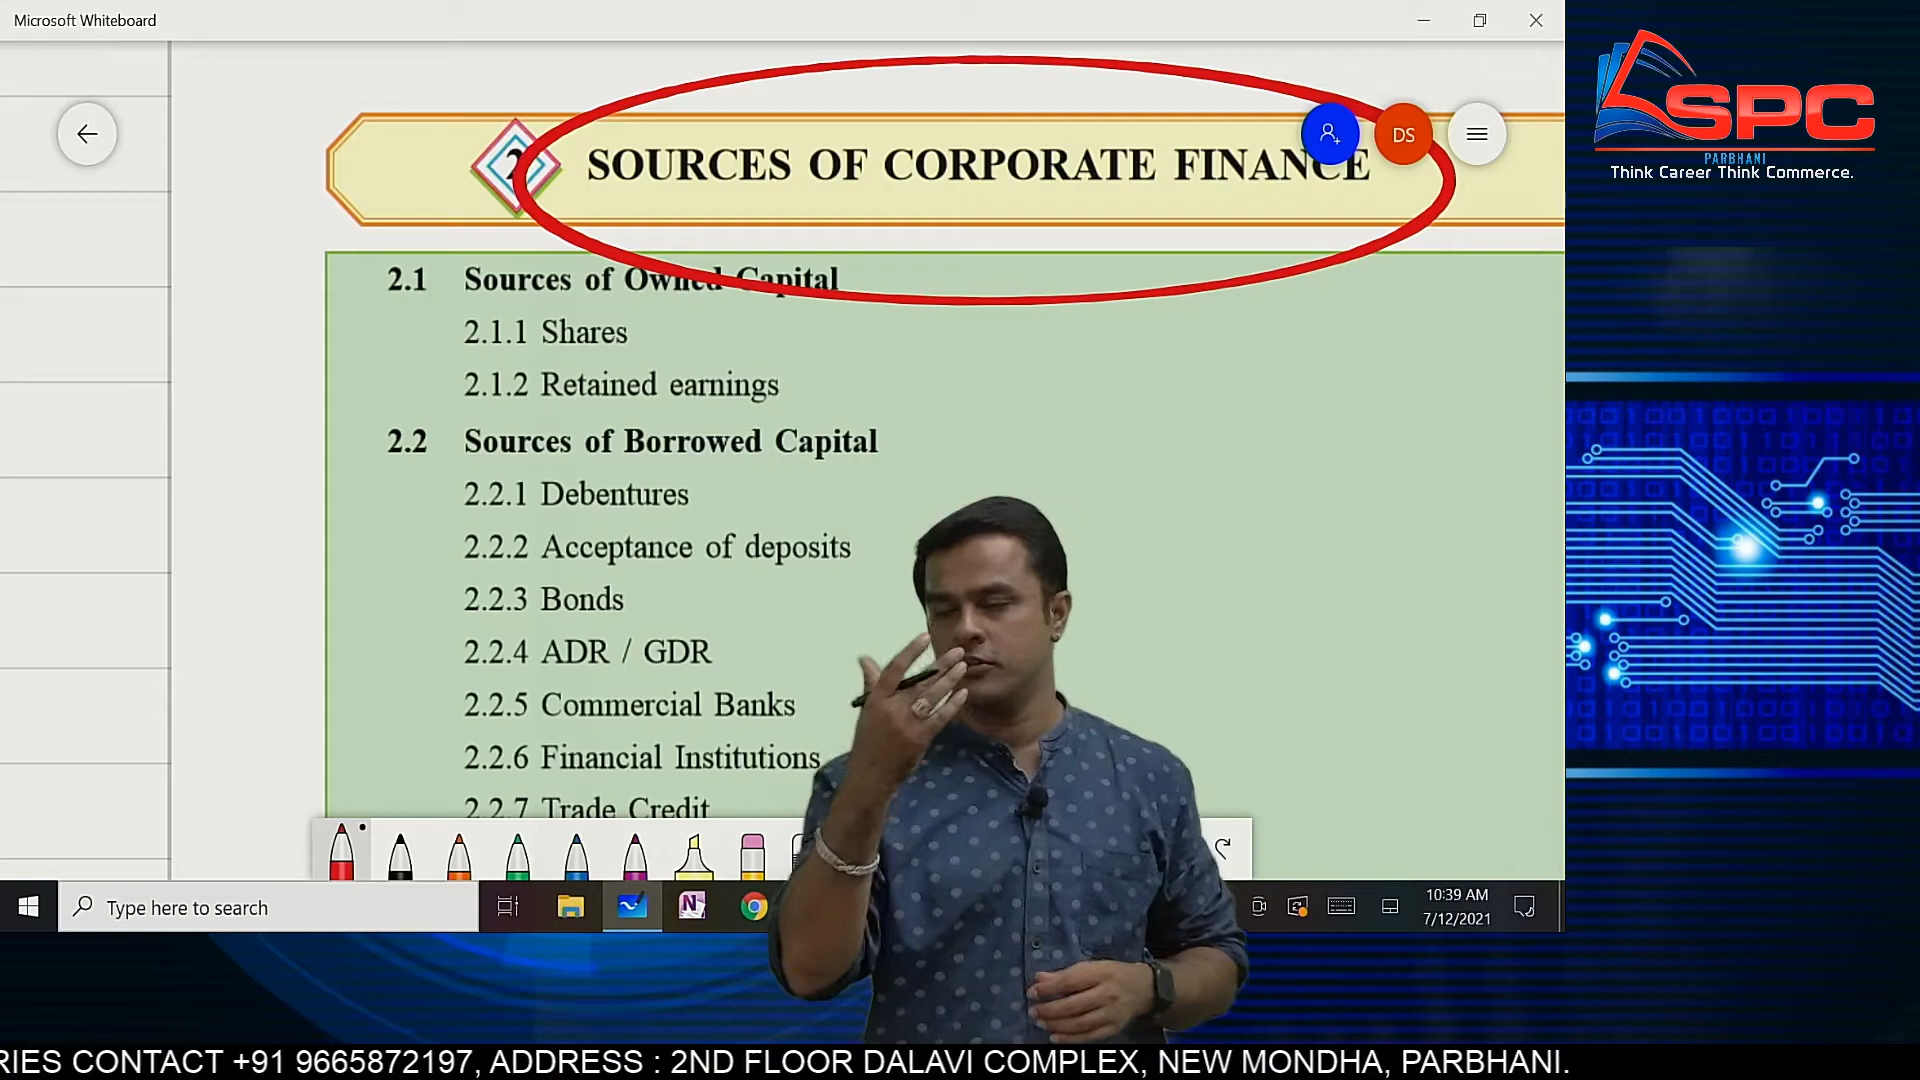 Microsoft Whiteboard
2 SOURCES OF CORPORATE FINANCE
DS
SPC
PARBHANI
Think Career Think Commerce.
2.1 Sources of Owned Capital
2.1.1 Shares
2.1.2 Retained earnings
2.2 Sources of Borrowed Capital
2.2.1 Debentures
2.2.2 Acceptance of deposits
2.2.3 Bonds
2.2.4 ADR / GDR
2.2.5 Commercial Banks
2.2.6 Financial Institutions
2.2.7 Trade Credit
Type here to search
10:39 AM
7/12/2021
RIES CONTACT +91 9665872197, ADDRESS : 2ND FLOOR DALAVI COMPLEX, NEW MONDHA, PARBHANI.